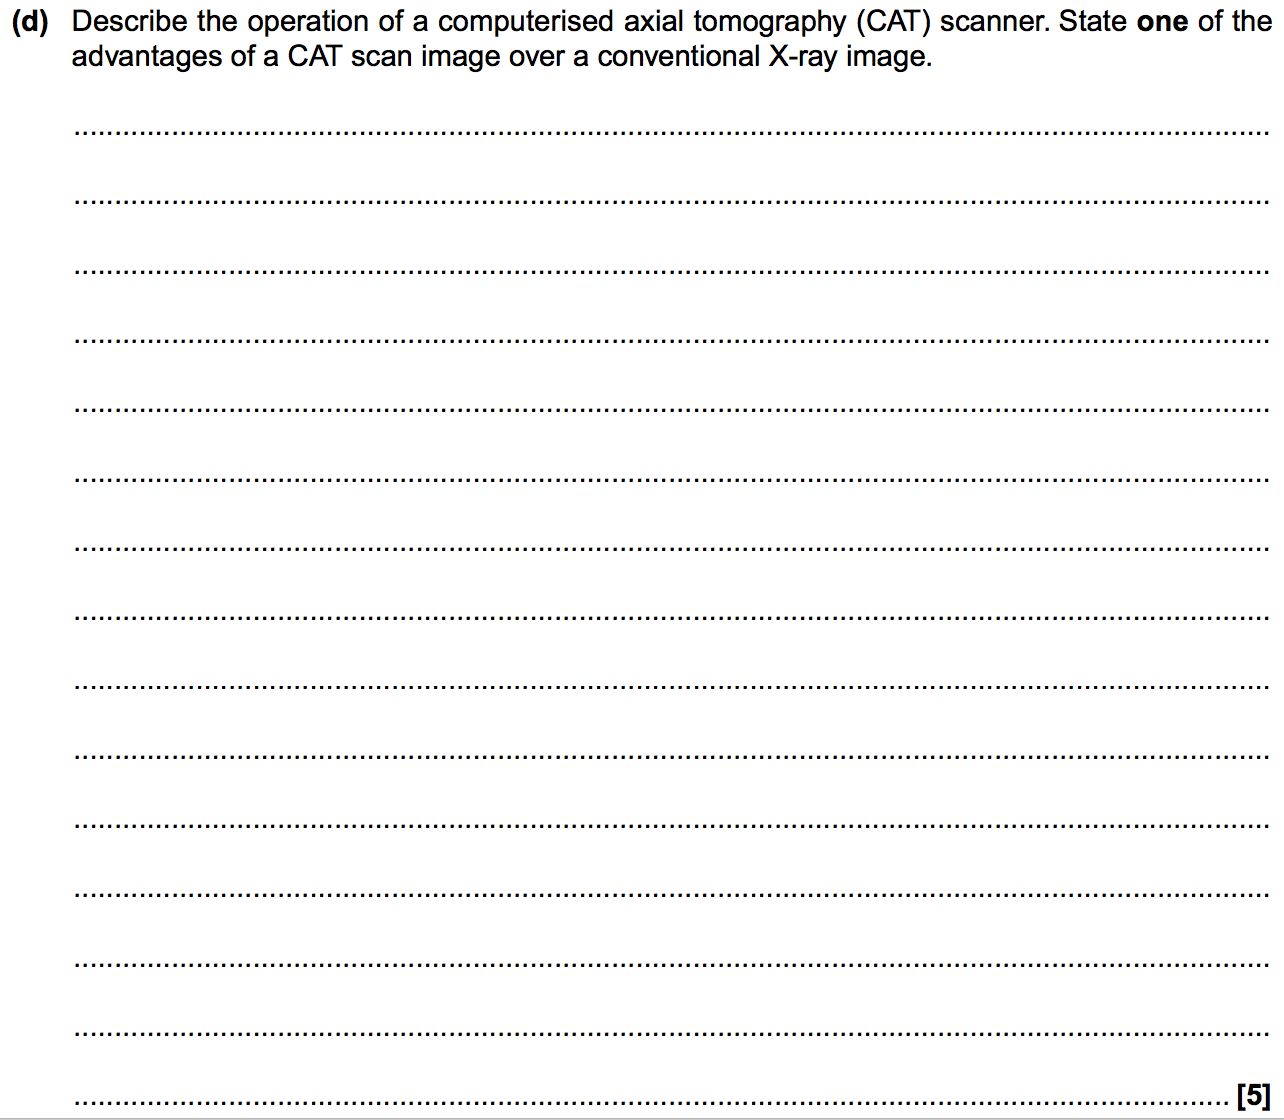 (d) Describe the operation of a computerised axial tomography (CAT) scanner. State one of the
advantages of a CAT scan image over a conventional X-ray image.
[5]